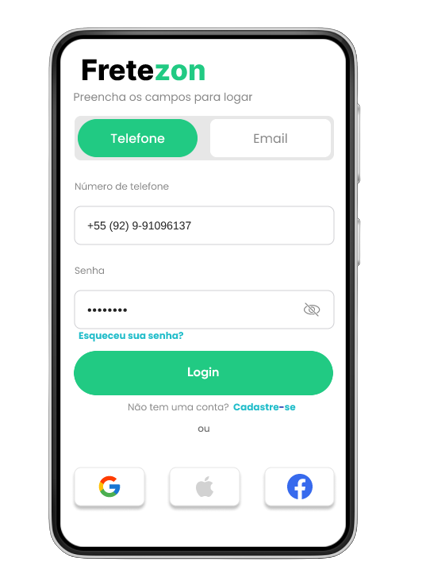 Fretezon
Preencha os campos para logar
Telefone Email
Número de telefone
+55 (92) 9-91096137
Senha
••••••••
Esqueceu sua senha?
Login
Não tem uma conta? Cadastre-se
ou